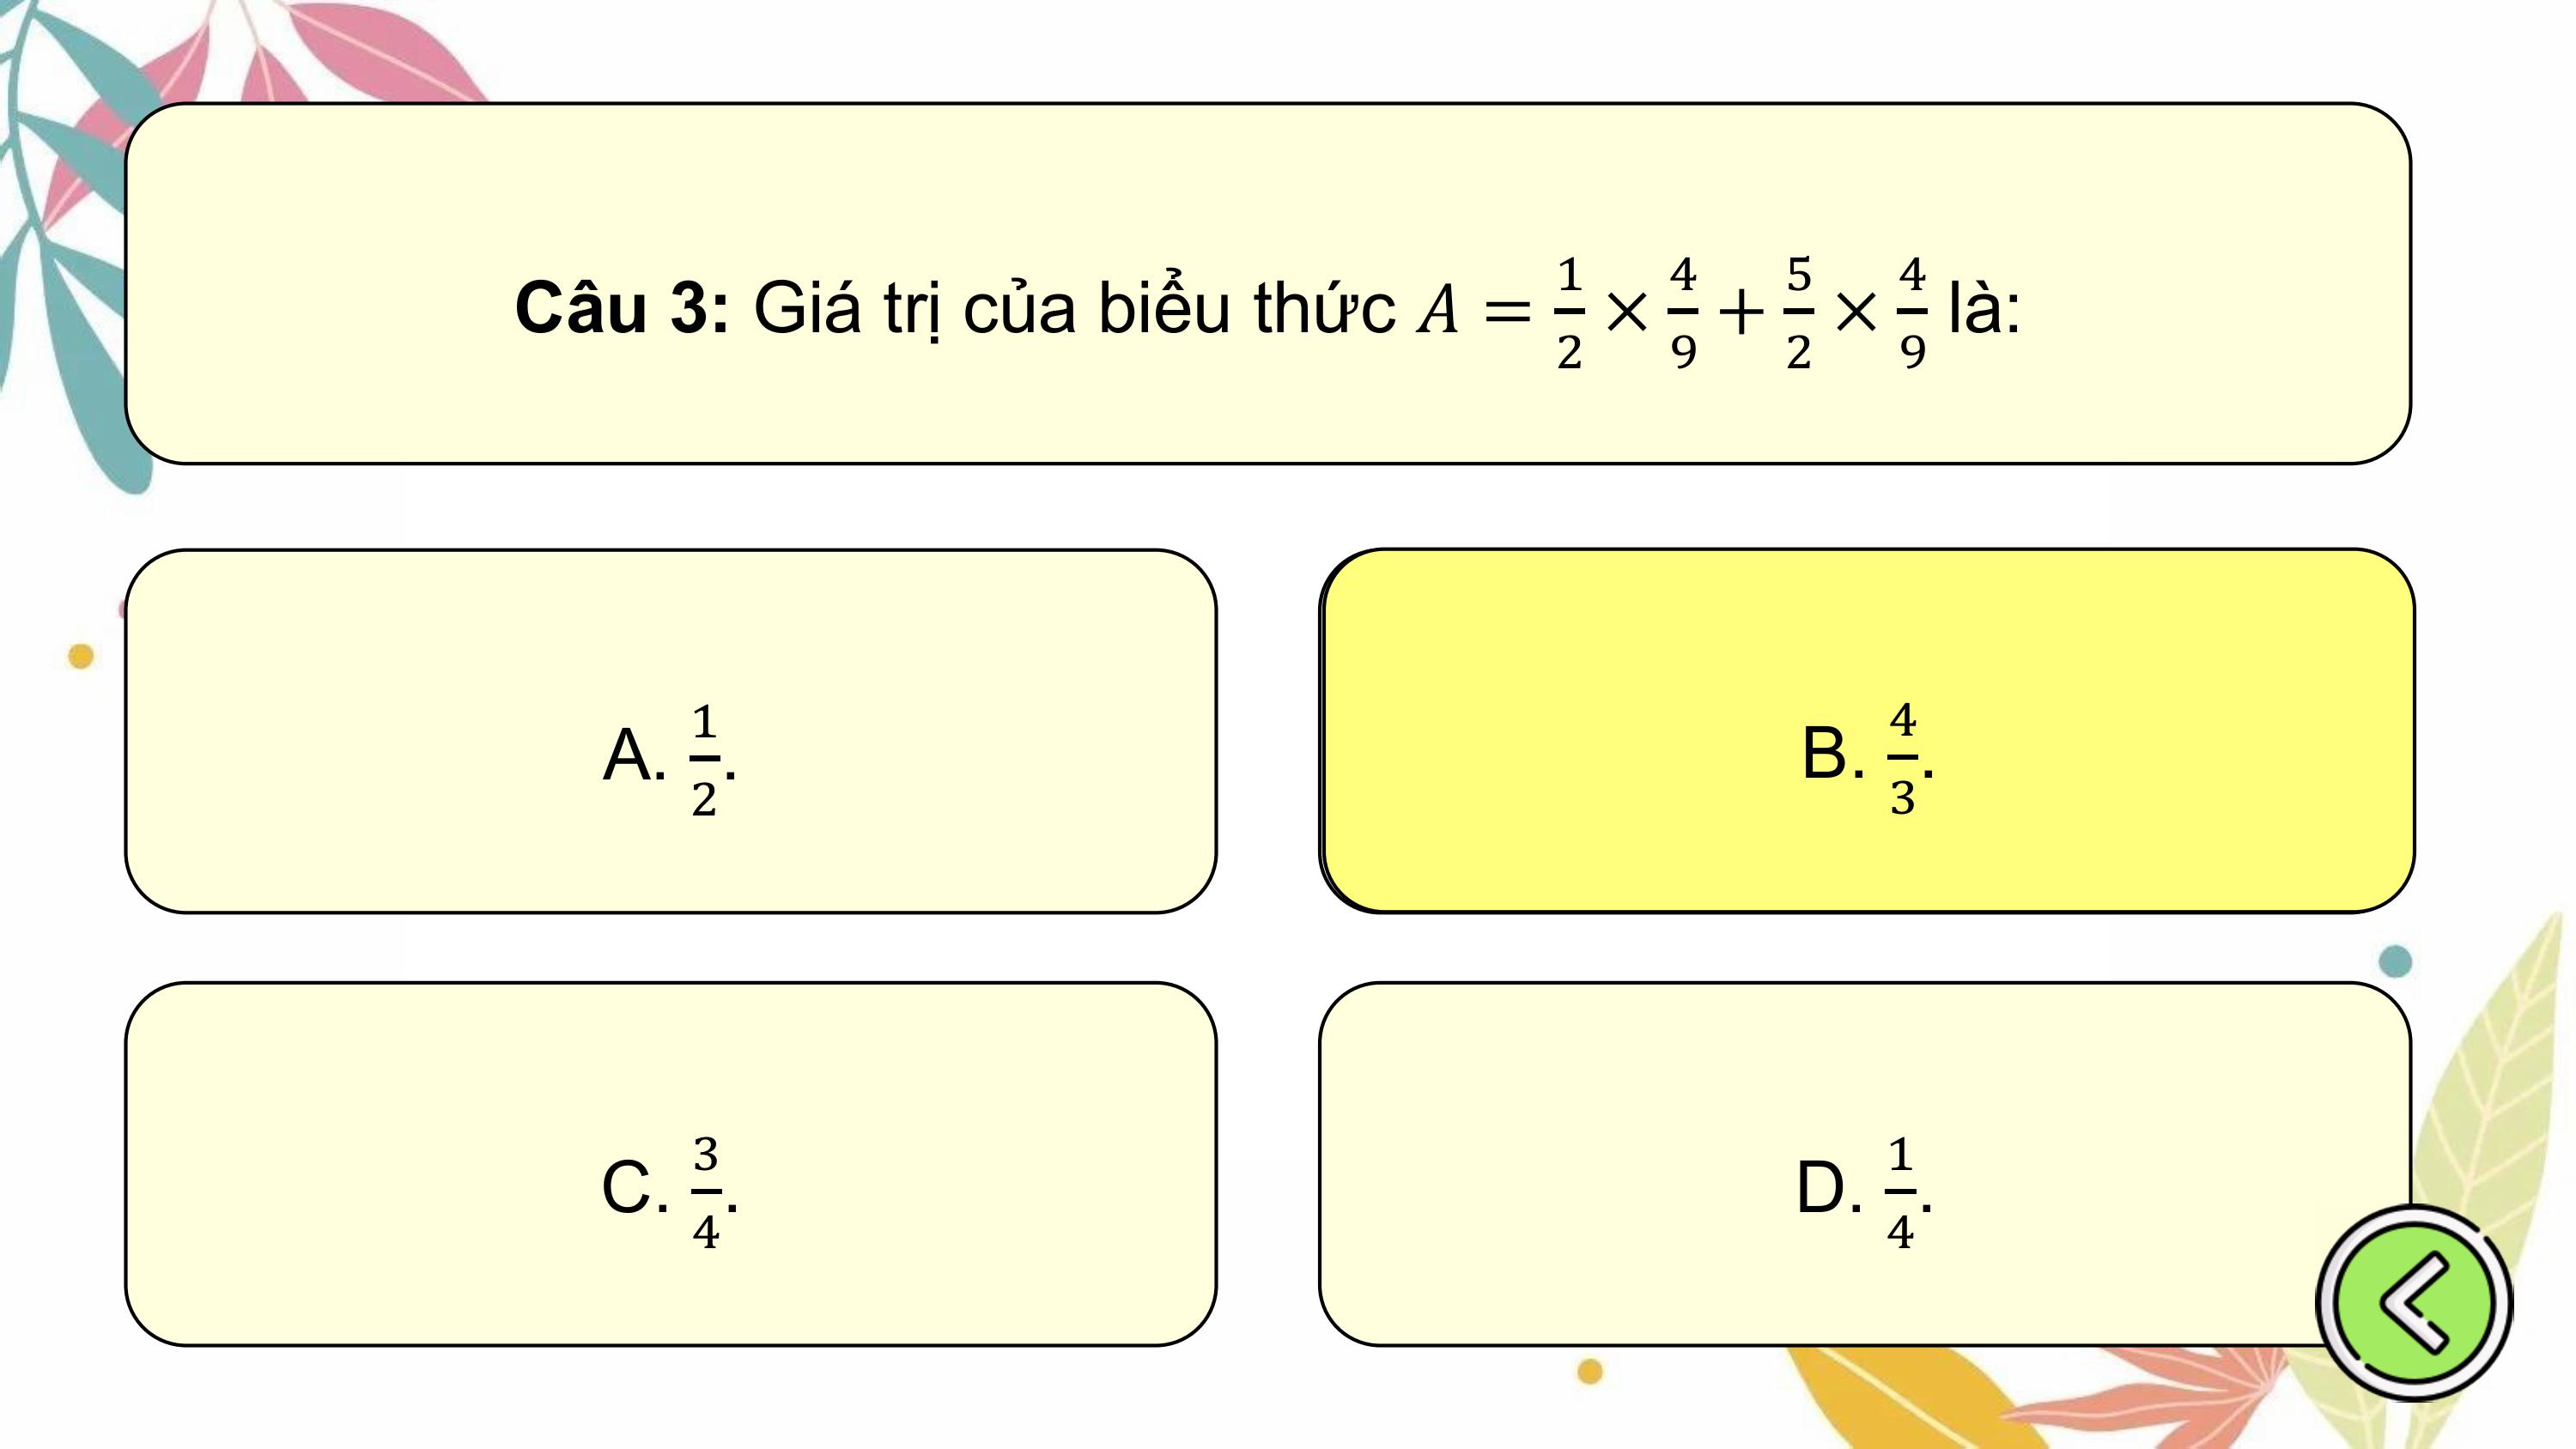 Câu 3: Giá trị của biểu thức $A = \frac{1}{2} \times \frac{4}{9} + \frac{5}{2} \times \frac{4}{9}$ là:
A. $\frac{1}{2}$.
B. $\frac{4}{3}$.
C. $\frac{3}{4}$.
D. $\frac{1}{4}$.